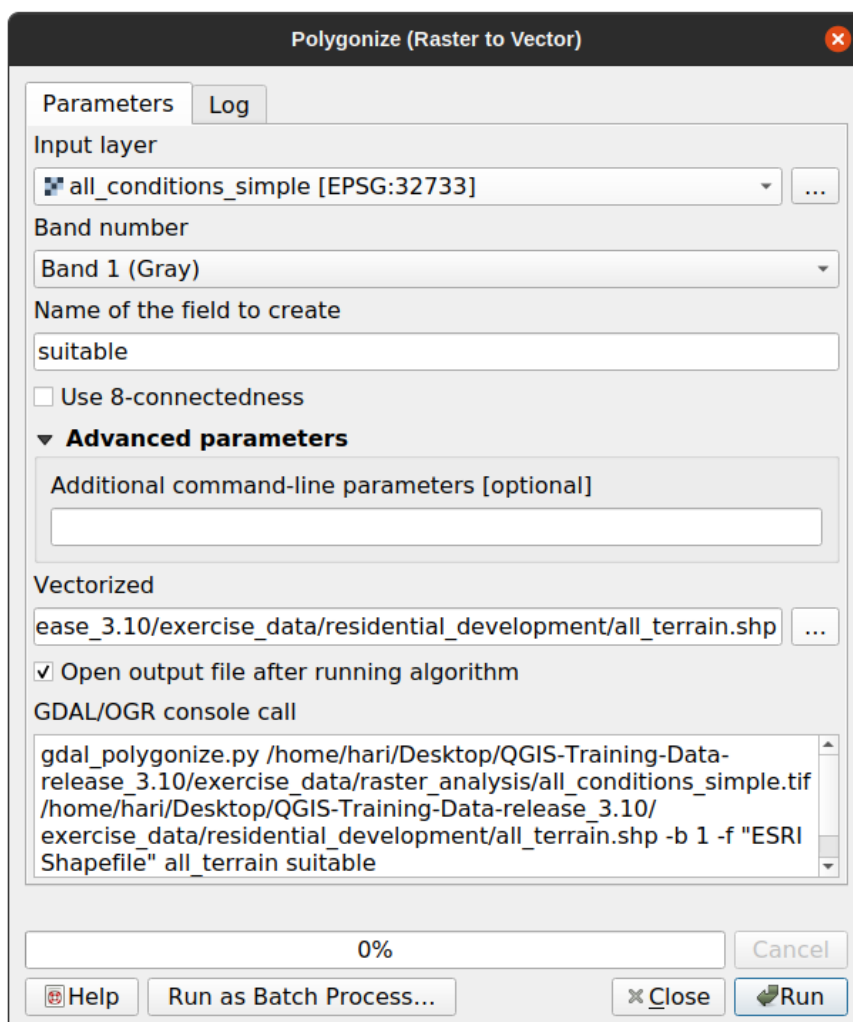 Polygonize (Raster to Vector)
Parameters
Log
Input layer
all_conditions_simple [EPSG:32733]
...
Band number
Band 1 (Gray)
Name of the field to create
suitable
Use 8-connectedness
Advanced parameters
Additional command-line parameters [optional]
Vectorized
ease_3.10/exercise_data/residential_development/all_terrain.shp
...
Open output file after running algorithm
GDAL/OGR console call
gdal_polygonize.py /home/hari/Desktop/QGIS-Training-Data-
release_3.10/exercise_data/raster_analysis/all_conditions_simple.tif
/home/hari/Desktop/QGIS-Training-Data-release_3.10/
exercise_data/residential_development/all_terrain.shp -b 1 -f "ESRI
Shapefile" all_terrain suitable
0%
Cancel
Help
Run as Batch Process...
Close
Run